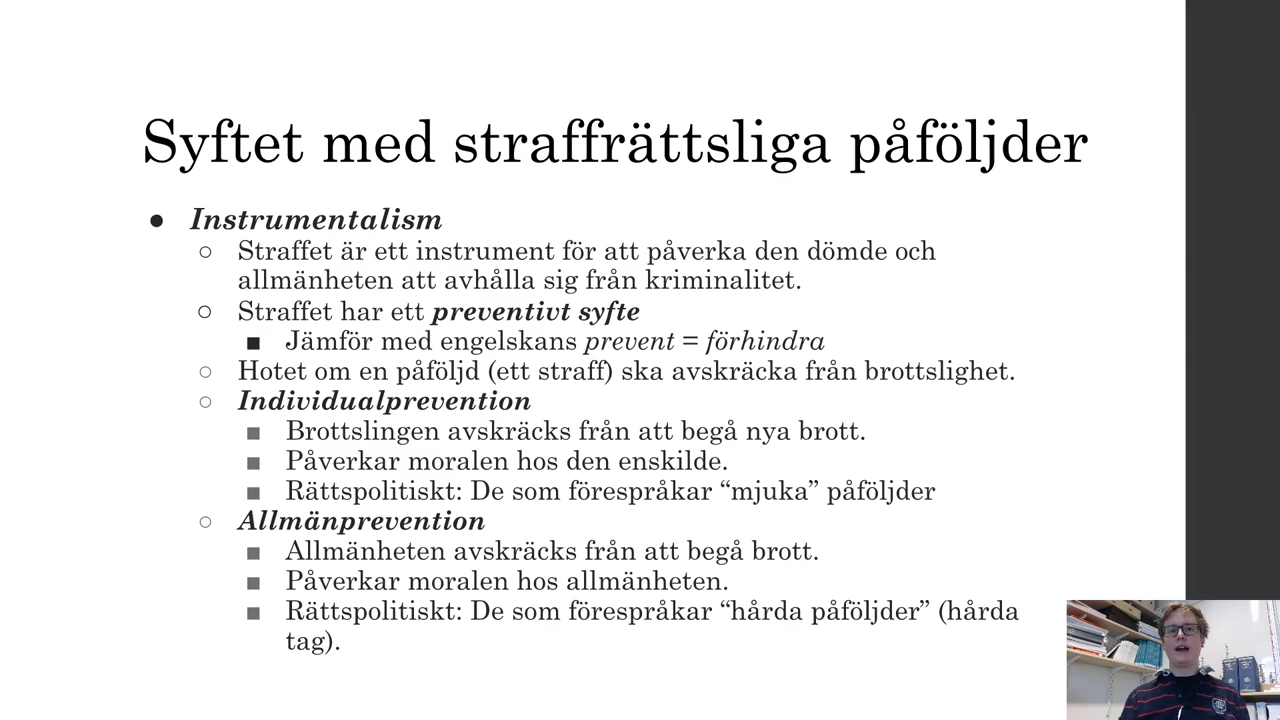 Syftet med straffrättsliga påföljder
● Instrumentalism
○ Straffet är ett instrument för att påverka den dömde och
allmänheten att avhålla sig från kriminalitet.
○ Straffet har ett preventivt syfte
■ Jämför med engelskans prevent = förhindra
○ Hotet om en påföljd (ett straff) ska avskräcka från brottslighet.
○ Individualprevention
■ Brottslingen avskräcks från att begå nya brott.
■ Påverkar moralen hos den enskilde.
■ Rättspolitiskt: De som förespråkar “mjuka” påföljder
○ Allmänprevention
■ Allmänheten avskräcks från att begå brott.
■ Påverkar moralen hos allmänheten.
■ Rättspolitiskt: De som förespråkar “hårda påföljder” (hårda
tag).